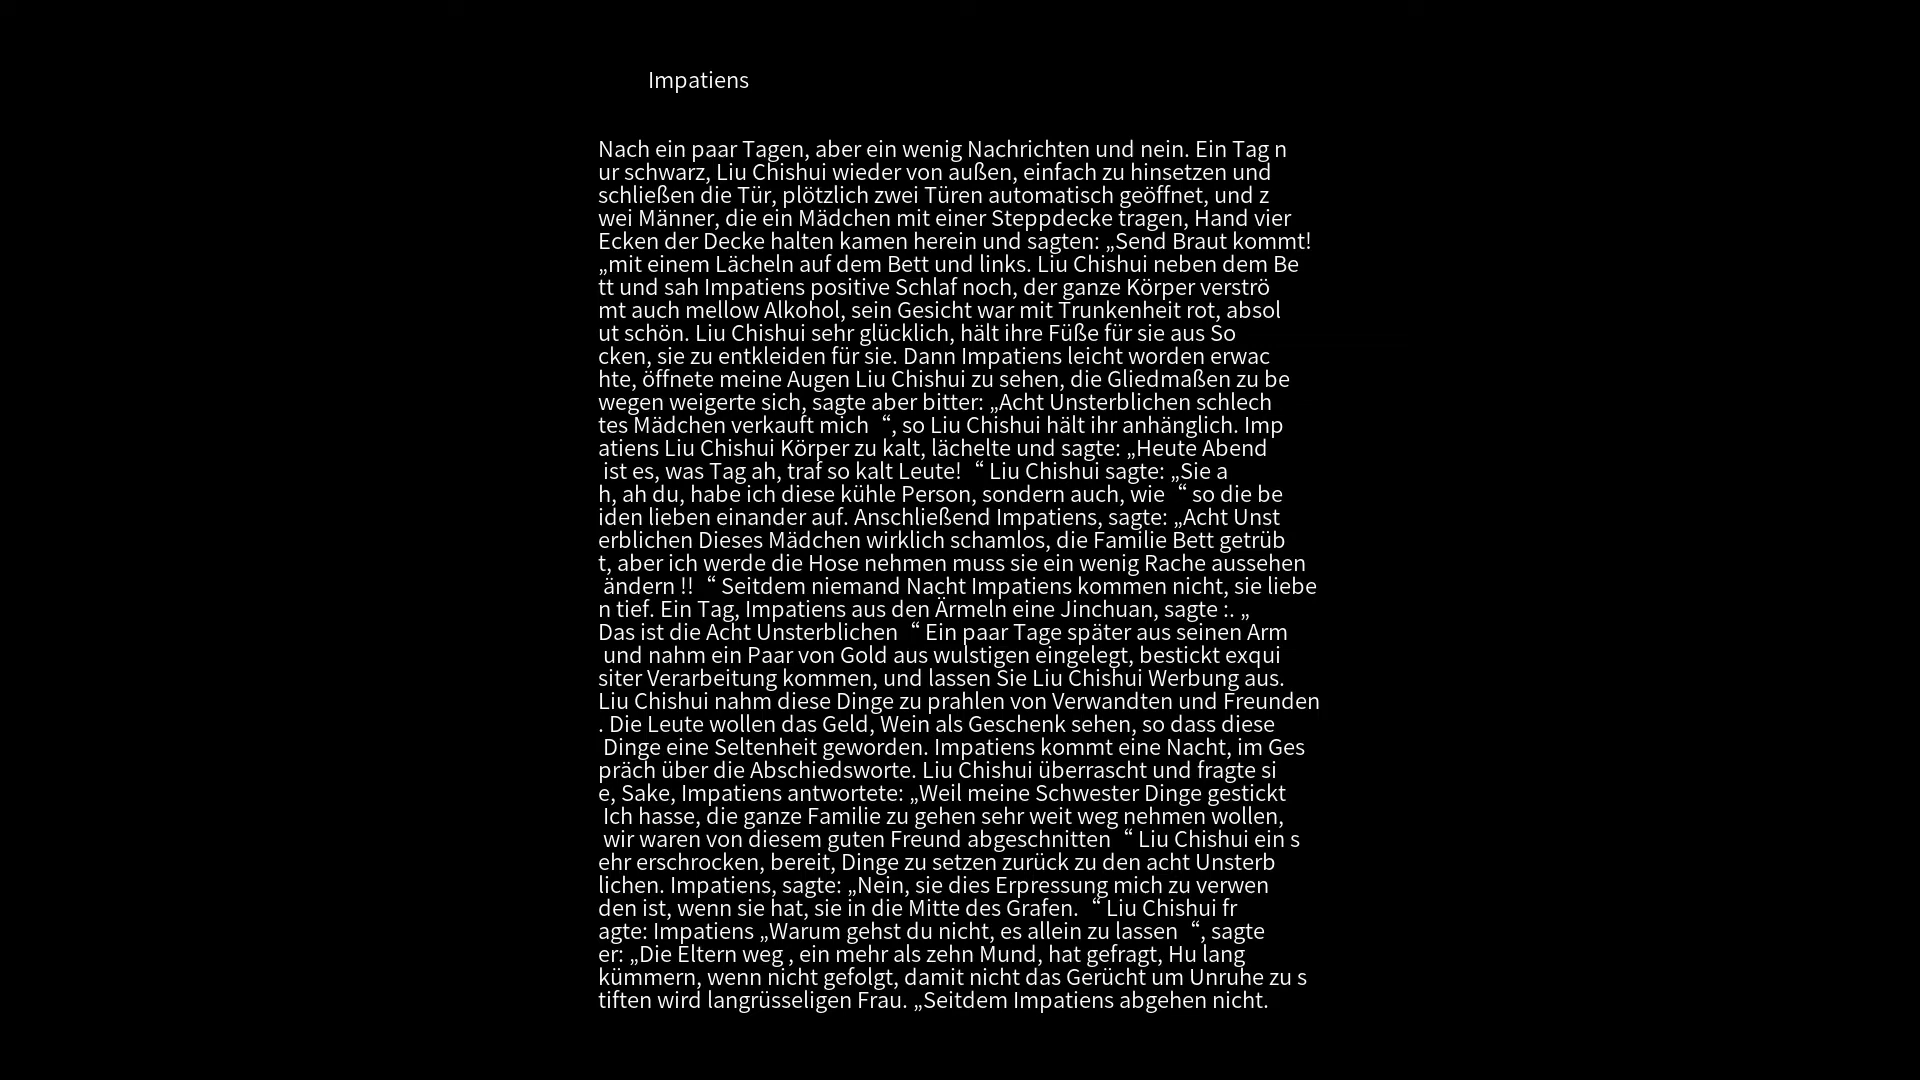 Impatiens
Nach ein paar Tagen, aber ein wenig Nachrichten und nein. Ein Tag n
ur schwarz, Liu Chishui wieder von außen, einfach zu hinsetzen und
schließen die Tür, plötzlich zwei Türen automatisch geöffnet, und z
wei Männer, die ein Mädchen mit einer Steppdecke tragen, Hand vier
Ecken der Decke halten kamen herein und sagten: „Send Braut kommt!
„mit einem Lächeln auf dem Bett und links. Liu Chishui neben dem Be
tt und sah Impatiens positive Schlaf noch, der ganze Körper verströ
mt auch mellow Alkohol, sein Gesicht war mit Trunkenheit rot, absol
ut schön. Liu Chishui sehr glücklich, hält ihre Füße für sie aus So
cken, sie zu entkleiden für sie. Dann Impatiens leicht worden erwac
hte, öffnete meine Augen Liu Chishui zu sehen, die Gliedmaßen zu be
wegen weigerte sich, sagte aber bitter: „Acht Unsterblichen schlech
tes Mädchen verkauft mich “, so Liu Chishui hält ihr anhänglich. Imp
atiens Liu Chishui Körper zu kalt, lächelte und sagte: „Heute Abend
ist es, was Tag ah, traf so kalt Leute! “ Liu Chishui sagte: „Sie a
h, ah du, habe ich diese kühle Person, sondern auch, wie “ so die be
iden lieben einander auf. Anschließend Impatiens, sagte: „Acht Unst
erblichen Dieses Mädchen wirklich schamlos, die Familie Bett getrüb
t, aber ich werde die Hose nehmen muss sie ein wenig Rache aussehen
ändern !! “ Seitdem niemand Nacht Impatiens kommen nicht, sie liebe
n tief. Ein Tag, Impatiens aus den Ärmeln eine Jinchuan, sagte :. „
Das ist die Acht Unsterblichen “ Ein paar Tage später aus seinen Arm
und nahm ein Paar von Gold aus wulstigen eingelegt, bestickt exqui
siter Verarbeitung kommen, und lassen Sie Liu Chishui Werbung aus.
Liu Chishui nahm diese Dinge zu prahlen von Verwandten und Freunden
. Die Leute wollen das Geld, Wein als Geschenk sehen, so dass diese
Dinge eine Seltenheit geworden. Impatiens kommt eine Nacht, im Ges
präch über die Abschiedsworte. Liu Chishui überrascht und fragte si
e, Sake, Impatiens antwortete: „Weil meine Schwester Dinge gestickt
Ich hasse, die ganze Familie zu gehen sehr weit weg nehmen wollen,
wir waren von diesem guten Freund abgeschnitten “ Liu Chishui ein s
ehr erschrocken, bereit, Dinge zu setzen zurück zu den acht Unsterb
lichen. Impatiens, sagte: „Nein, sie dies Erpressung mich zu verwen
den ist, wenn sie hat, sie in die Mitte des Grafen. “ Liu Chishui fr
agte: Impatiens „Warum gehst du nicht, es allein zu lassen “, sagte
er: „Die Eltern weg , ein mehr als zehn Mund, hat gefragt, Hu lang
kümmern, wenn nicht gefolgt, damit nicht das Gerücht um Unruhe zu s
tiften wird langrüsseligen Frau. „Seitdem Impatiens abgehen nicht.